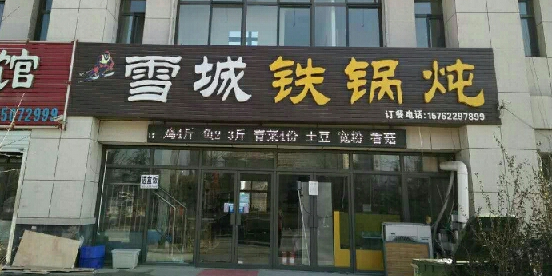 馆
5672999
雪城铁锅炖
订餐电话:15762297899
鸡4斤 鱼2 3斤 青菜4份 土豆 宽粉 香菇